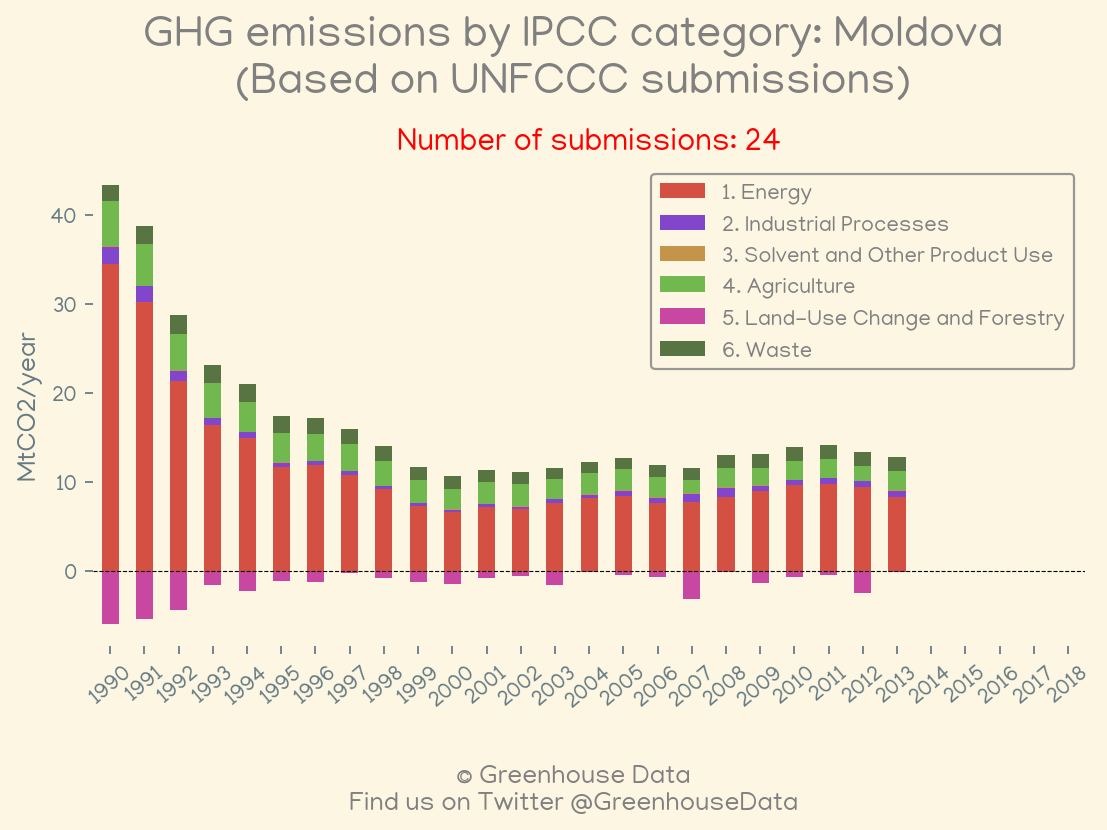 GHG emissions by IPCC category: Moldova
(Based on UNFCCC submissions)
Number of submissions: 24
1. Energy
2. Industrial Processes
3. Solvent and Other Product Use
4. Agriculture
5. Land-Use Change and Forestry
6. Waste
MtCO2/year
40
30
20
10
0
1990 1991 1992 1993 1994 1995 1996 1997 1998 1999 2000 2001 2002 2003 2004 2005 2006 2007 2008 2009 2010 2011 2012 2013 2014 2015 2016 2017 2018
© Greenhouse Data
Find us on Twitter @GreenhouseData